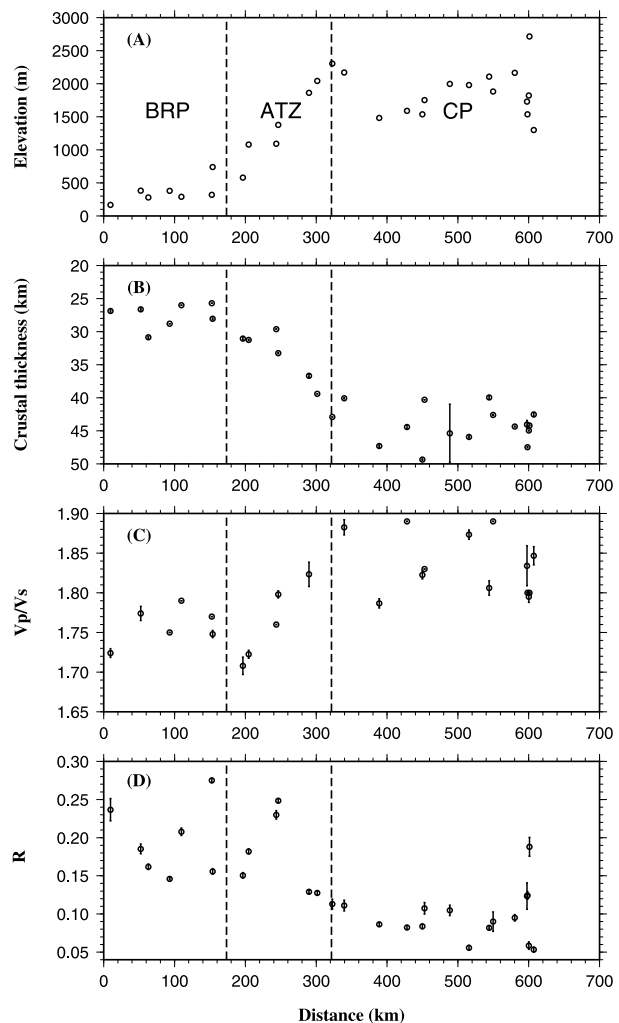 3000
2500
2000
1500
1000
500
0
Elevation (m)
(A)
BRP ATZ CP
0 100 200 300 400 500 600 700
20
25
30
35
40
45
50
Crustal thickness (km)
(B)
0 100 200 300 400 500 600 700
1.90
1.85
1.80
1.75
1.70
1.65
Vp/Vs
(C)
0 100 200 300 400 500 600 700
0.30
0.25
0.20
0.15
0.10
0.05
R
(D)
0 100 200 300 400 500 600 700
Distance (km)